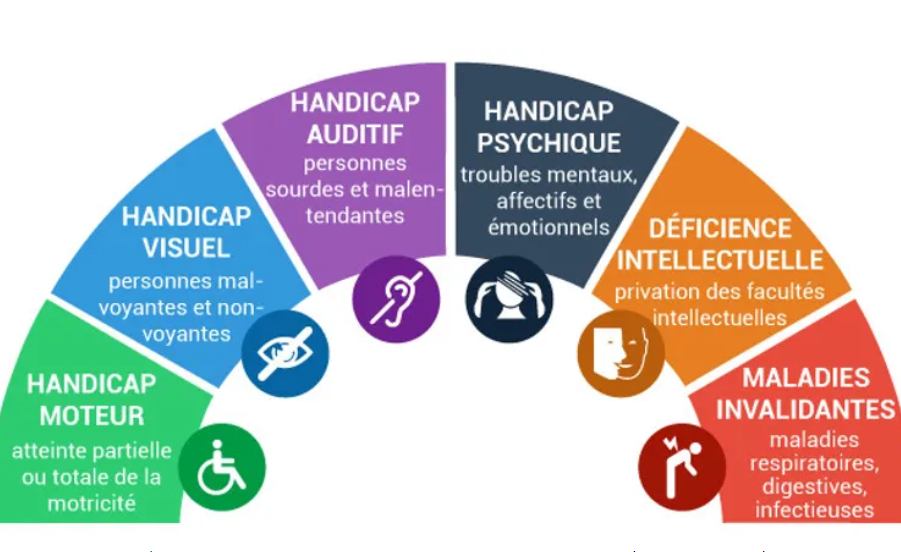 HANDICAP
MOTEUR
atteinte partielle
ou totale de la
motricité
HANDICAP
VISUEL
personnes mal-
voyantes et non-
voyantes
HANDICAP
AUDITIF
personnes
sourdes et malen-
tendantes
HANDICAP
PSYCHIQUE
troubles mentaux,
affectifs et
émotionnels
DÉFICIENCE
INTELLECTUELLE
privation des facultés
intellectuelles
MALADIES
INVALIDANTES
maladies
respiratoires,
digestives,
infectieuses